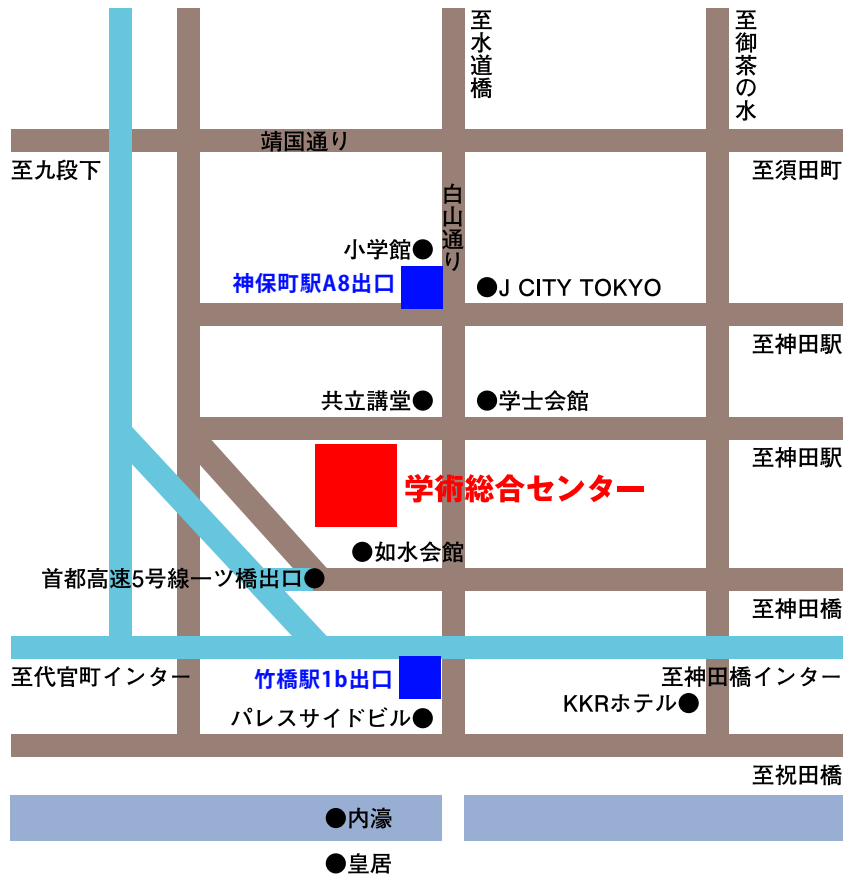 至水道橋
至御茶の水
靖国通り
至九段下
至須田町
白山通り
小学館
神保町駅A8出口
J CITY TOKYO
至神田駅
共立講堂
学士会館
至神田駅
学術総合センター
如水会館
首都高速5号線一ツ橋出口
至神田橋
至代官町インター
竹橋駅1b出口
至神田橋インター
KKRホテル
パレスサイドビル
至祝田橋
内濠
皇居